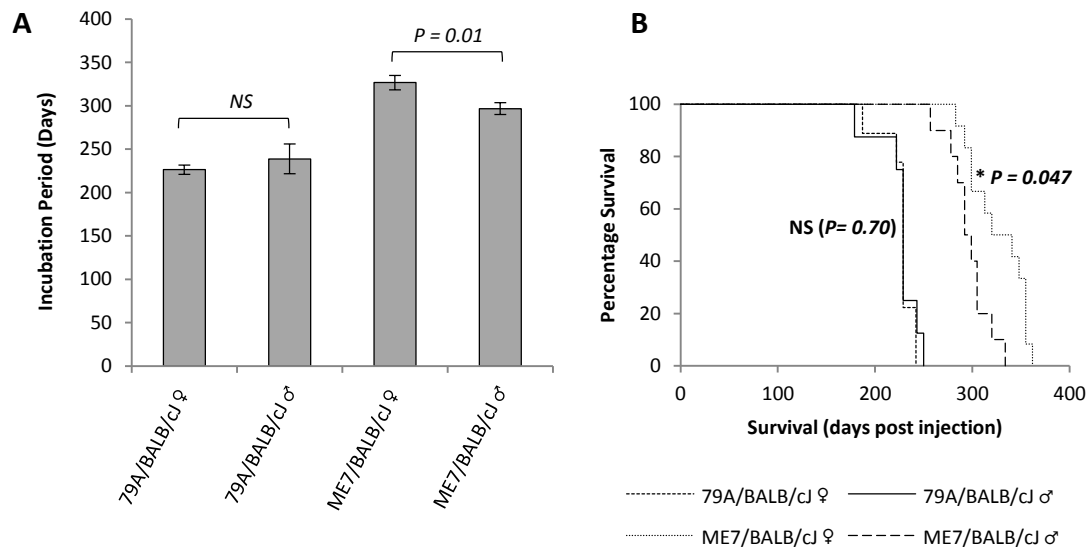 A
400
350
300
250
200
150
100
50
0
Incubation Period (Days)
NS
P = 0.01
79A/BALB/cJ ♀
79A/BALB/cJ ♂
ME7/BALB/cJ ♀
ME7/BALB/cJ ♂
B
100
80
60
40
20
0
Percentage Survival
NS (P= 0.70)
* P = 0.047
0 100 200 300 400
Survival (days post injection)
79A/BALB/cJ ♀ 79A/BALB/cJ ♂
ME7/BALB/cJ ♀ ME7/BALB/cJ ♂